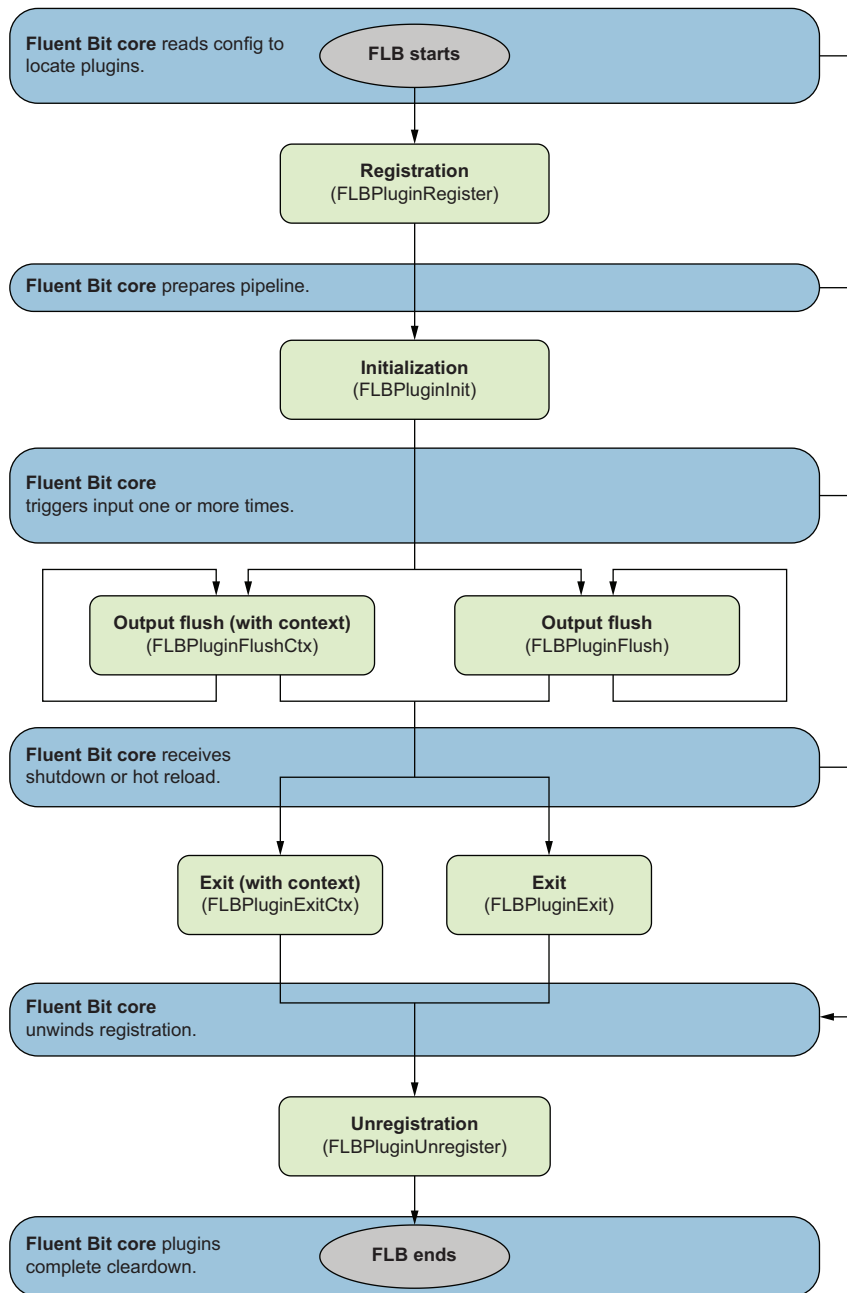 Fluent Bit core reads config to
locate plugins.
FLB starts
Registration
(FLBPluginRegister)
Fluent Bit core prepares pipeline.
Initialization
(FLBPluginInit)
Fluent Bit core
triggers input one or more times.
Output flush (with context)
(FLBPluginFlushCtx)
Output flush
(FLBPluginFlush)
Fluent Bit core receives
shutdown or hot reload.
Exit (with context)
(FLBPluginExitCtx)
Exit
(FLBPluginExit)
Fluent Bit core
unwinds registration.
Unregistration
(FLBPluginUnregister)
Fluent Bit core plugins
complete cleardown.
FLB ends